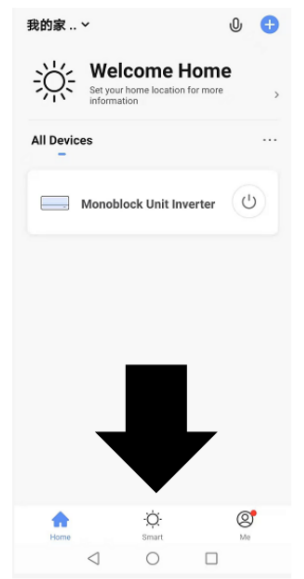 我的家 ..
Welcome Home
Set your home location for more
information
All Devices
Monoblock Unit Inverter
Home Smart Me